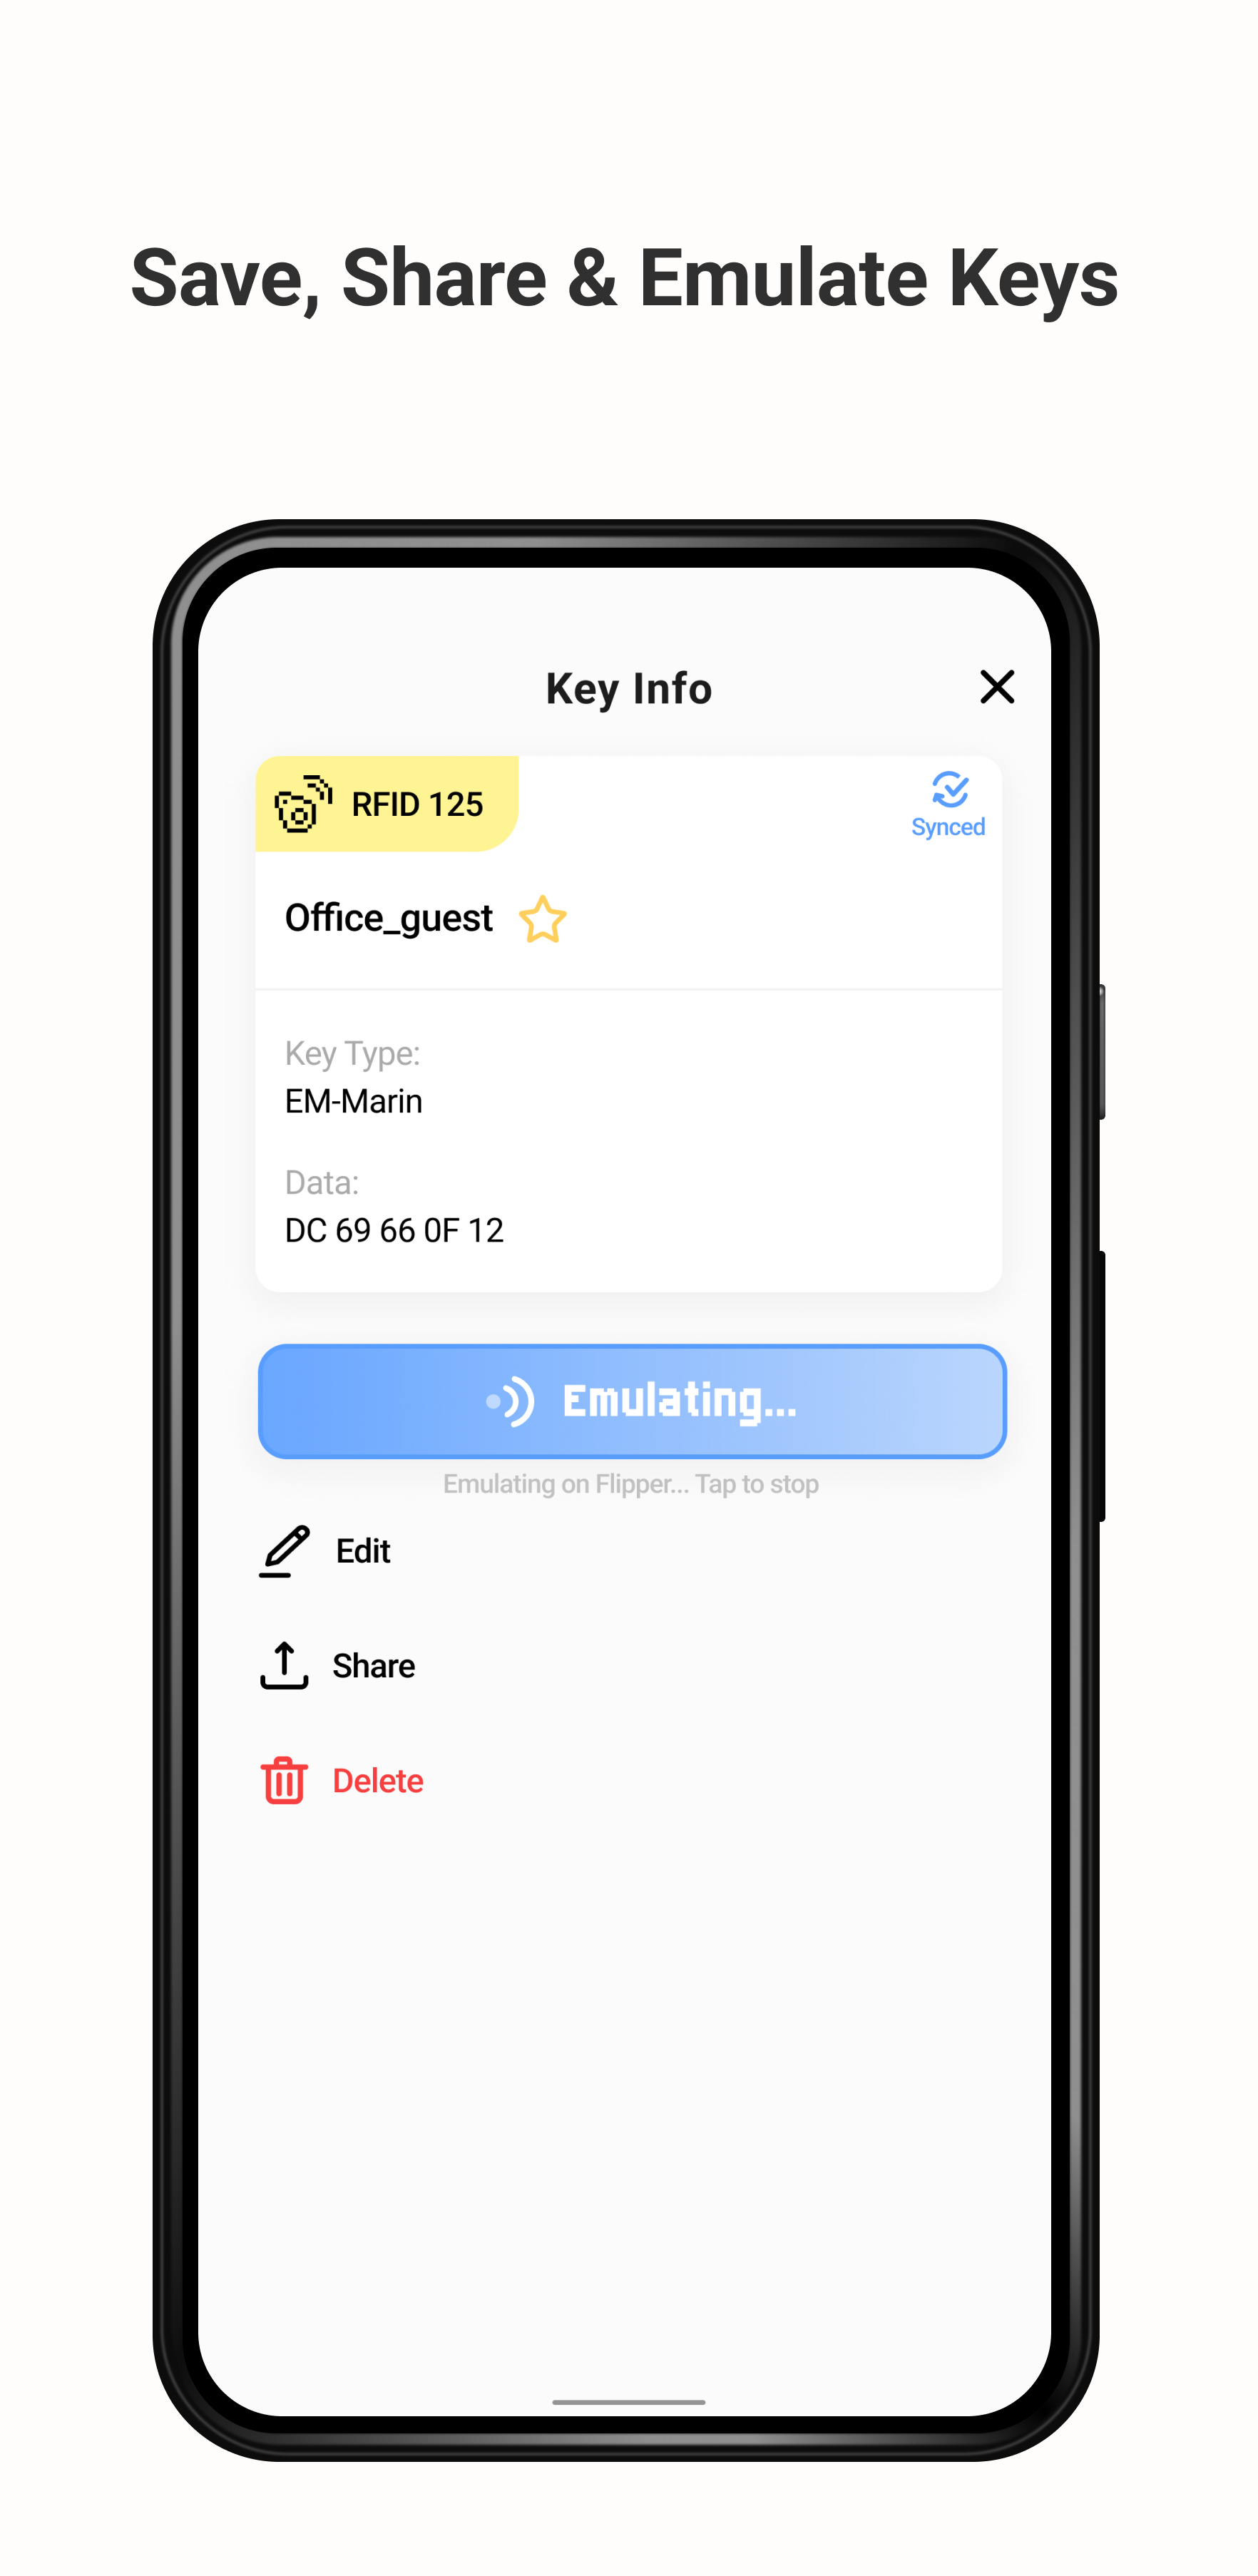 Save, Share & Emulate Keys
Key Info
RFID 125
Synced
Office_guest
Key Type:
EM-Marin
Data:
DC 69 66 0F 12
Emulating...
Emulating on Flipper... Tap to stop
Edit
Share
Delete